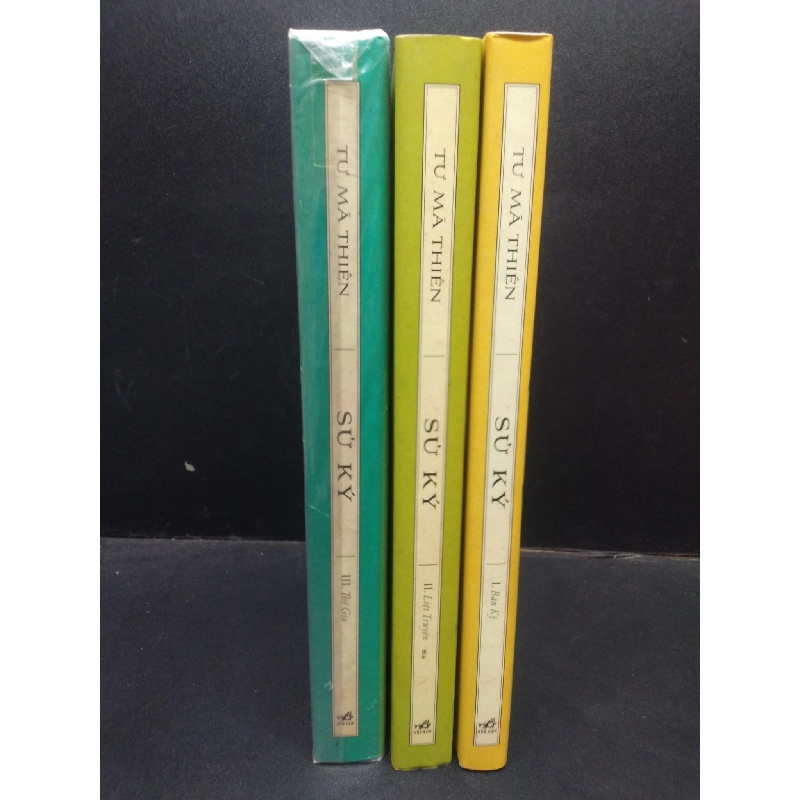 TƯ MÃ THIÊN
SỬ KÝ
III. Thế Gia
TƯ MÃ THIÊN
SỬ KÝ
II. Liệt Truyện
TƯ MÃ THIÊN
SỬ KÝ
I. Bản Kỷ